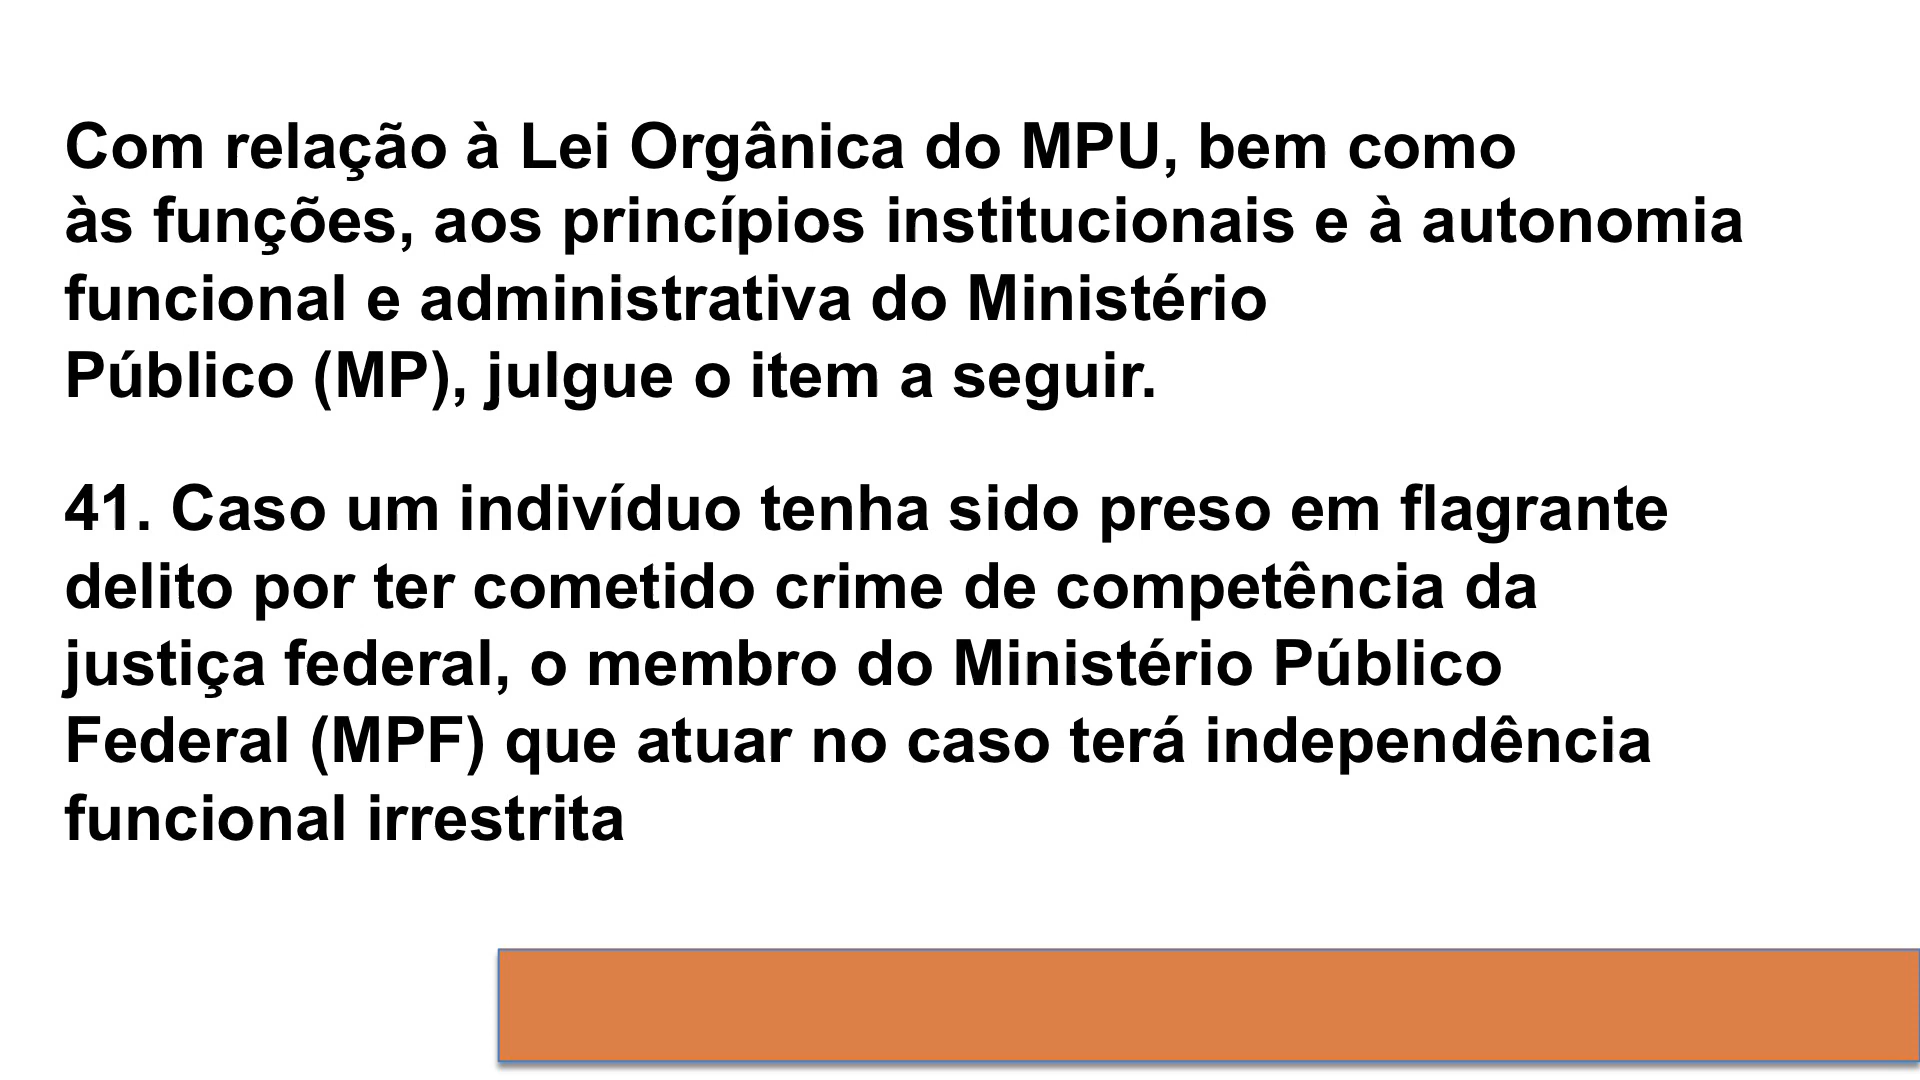 Com relação à Lei Orgânica do MPU, bem como
às funções, aos princípios institucionais e à autonomia
funcional e administrativa do Ministério
Público (MP), julgue o item a seguir.
41. Caso um indivíduo tenha sido preso em flagrante
delito por ter cometido crime de competência da
justiça federal, o membro do Ministério Público
Federal (MPF) que atuar no caso terá independência
funcional irrestrita